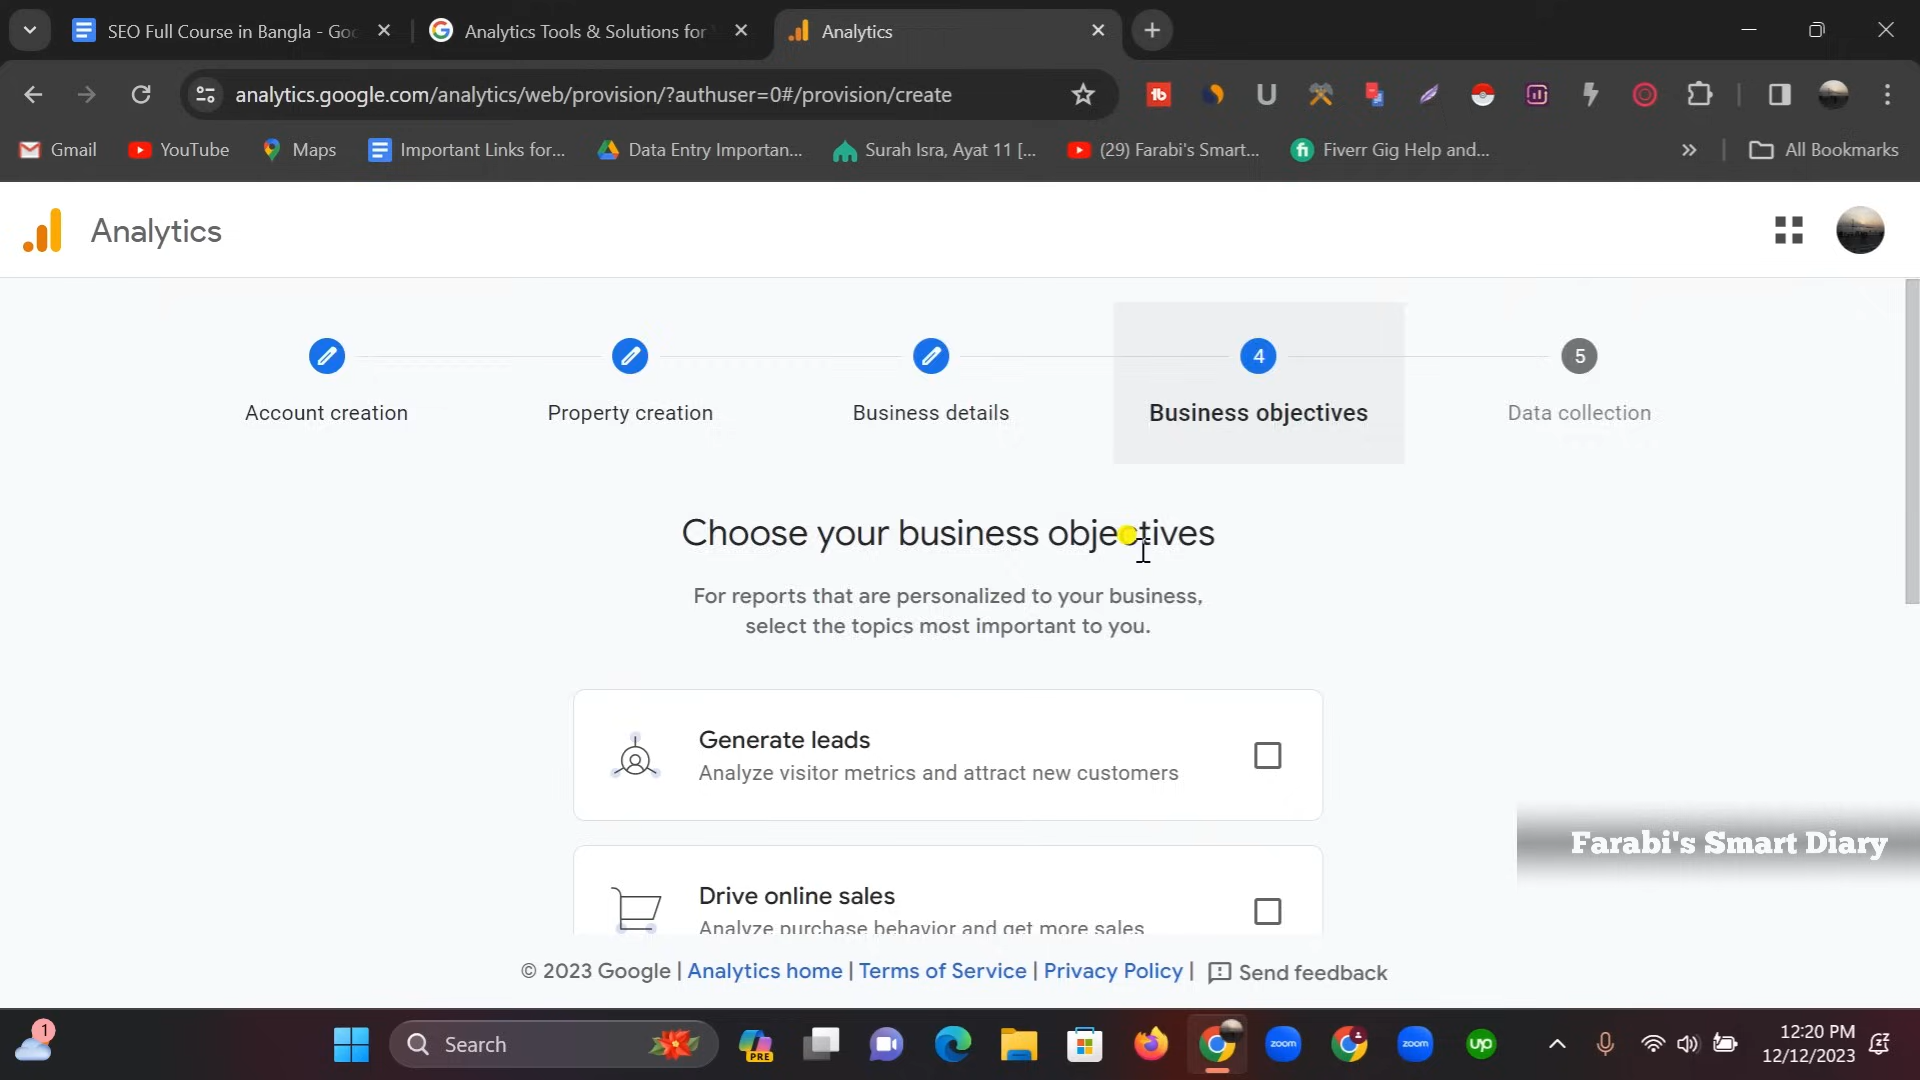 SEO Full Course in Bangla - Goo
Analytics Tools & Solutions for
Analytics
analytics.google.com/analytics/web/provision/?authuser=0#/provision/create
Gmail
YouTube
Maps
Important Links for...
Data Entry Importan...
Surah Isra, Ayat 11 [...
(29) Farabi's Smart...
Fiverr Gig Help and...
All Bookmarks
Analytics
4
5
Account creation
Property creation
Business details
Business objectives
Data collection
Choose your business objectives
For reports that are personalized to your business,
select the topics most important to you.
Generate leads
Analyze visitor metrics and attract new customers
Farabi's Smart Diary
Drive online sales
Analyze purchase behavior and get more sales
© 2023 Google | Analytics home | Terms of Service | Privacy Policy | Send feedback
1
Search
PRE
zoom
zoom
up
12:20 PM
12/12/2023